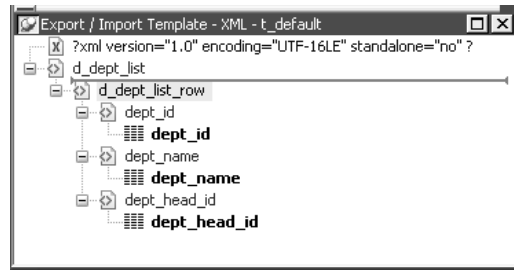 Export / Import Template - XML - t_default
?xml version="1.0" encoding="UTF-16LE" standalone="no" ?
d_dept_list
d_dept_list_row
dept_id
dept_id
dept_name
dept_name
dept_head_id
dept_head_id